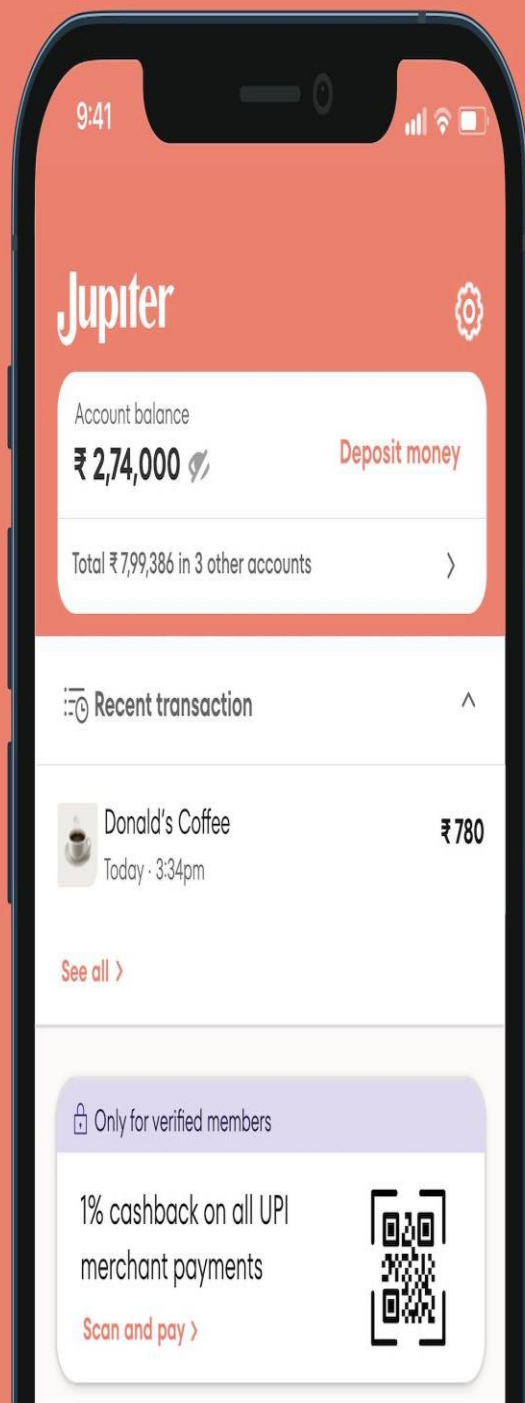 9:41
Jupiter
Account balance
₹ 2,74,000
Deposit money
Total ₹ 7,99,386 in 3 other accounts
Recent transaction
Donald's Coffee
₹ 780
Today · 3:34pm
See all >
Only for verified members
1% cashback on all UPI
merchant payments
Scan and pay >